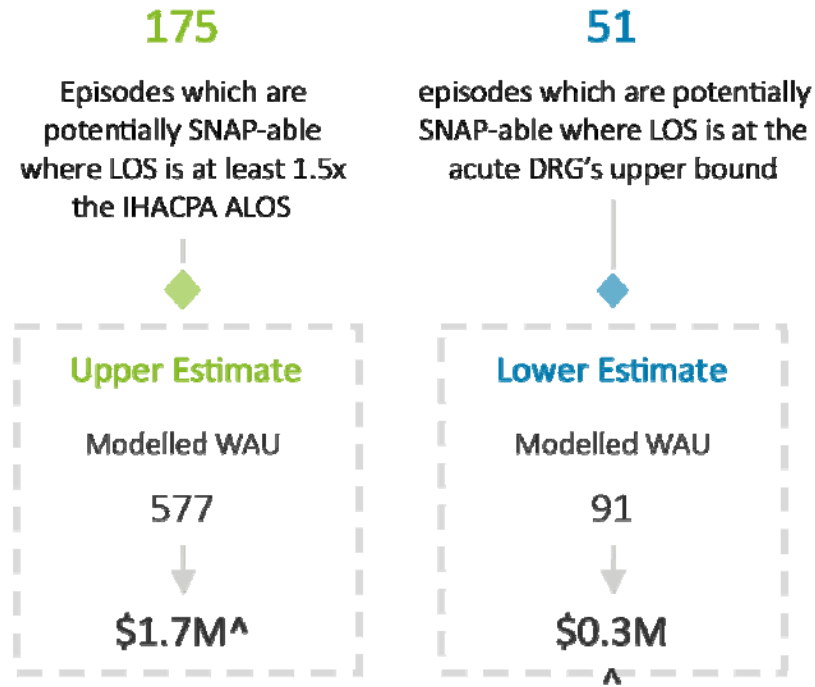 175
Episodes which are
potentially SNAP-able
where LOS is at least 1.5x
the IHACPA ALOS
Upper Estimate
Modelled WAU
577
$1.7M^
51
episodes which are potentially
SNAP-able where LOS is at the
acute DRG's upper bound
Lower Estimate
Modelled WAU
91
$0.3M
^